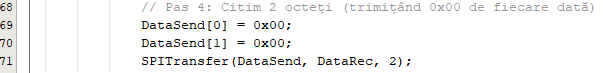 68 // Pas 4: Citim 2 octeți (trimițând 0x00 de fiecare dată)
69 DataSend[0] = 0x00;
70 DataSend[1] = 0x00;
71 SPITransfer(DataSend, DataRec, 2);